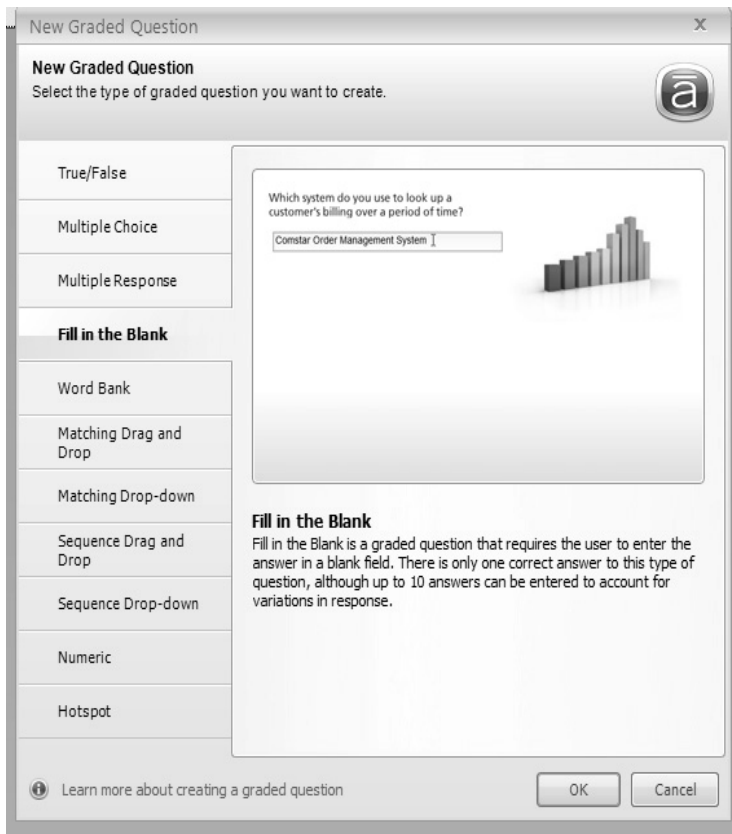 New Graded Question
X
New Graded Question
Select the type of graded question you want to create.
ā
True/False
Multiple Choice
Multiple Response
Fill in the Blank
Word Bank
Matching Drag and
Drop
Matching Drop-down
Sequence Drag and
Drop
Sequence Drop-down
Numeric
Hotspot
Which system do you use to look up a
customer's billing over a period of time?
Comstar Order Management System
Fill in the Blank
Fill in the Blank is a graded question that requires the user to enter the
answer in a blank field. There is only one correct answer to this type of
question, although up to 10 answers can be entered to account for
variations in response.
Learn more about creating a graded question
OK
Cancel